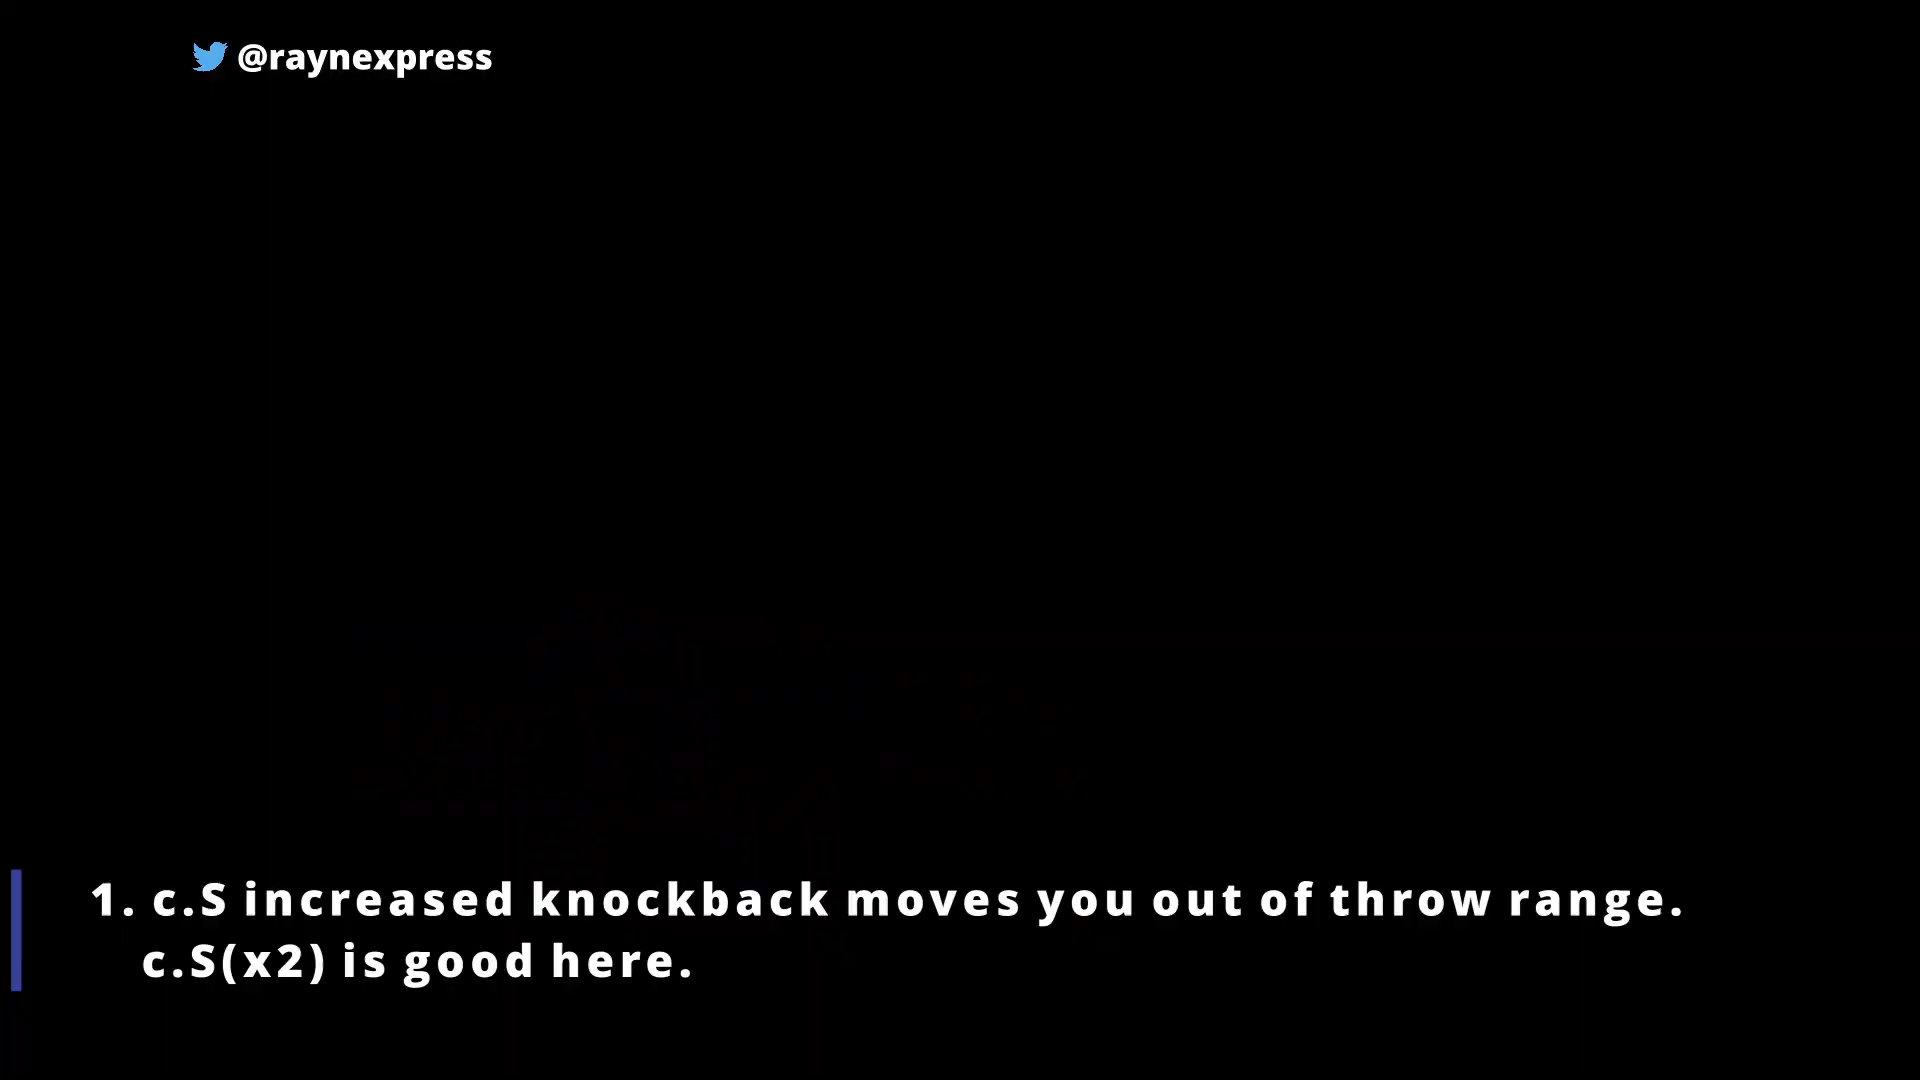 @raynexpress
1. c.S increased knockback moves you out of throw range.
c.S(x2) is good here.